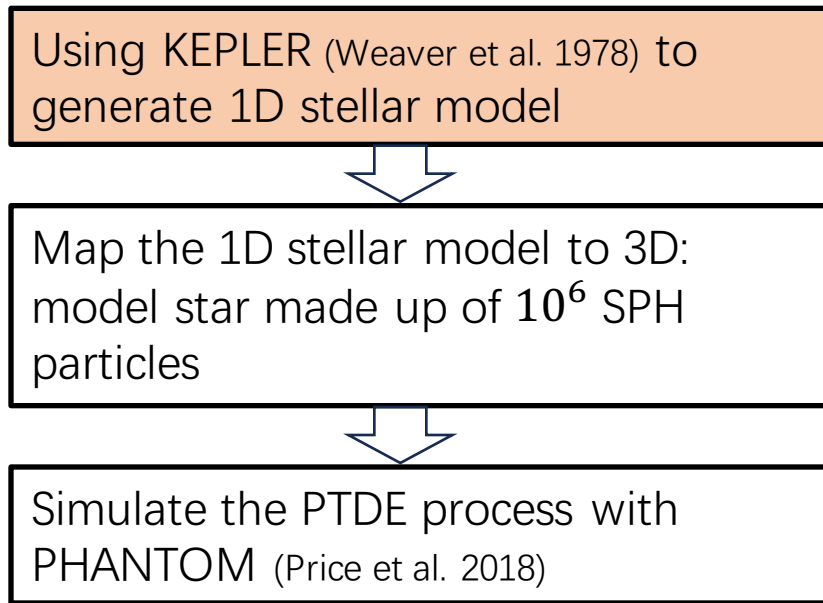 Using KEPLER (Weaver et al. 1978) to
generate 1D stellar model
Map the 1D stellar model to 3D:
model star made up of 10⁶ SPH
particles
Simulate the PTDE process with
PHANTOM (Price et al. 2018)